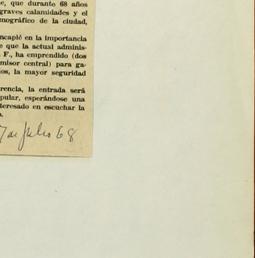 e, que durante 68 años
graves calamidades y el
mográfico de la ciudad,
ncapié en la importancia
e que la actual adminis-
F., ha emprendido (dos
misor central) para ga-
os, la mayor seguridad
rencia, la entrada será
pular, esperándose una
teresado en escuchar la
Julio 68